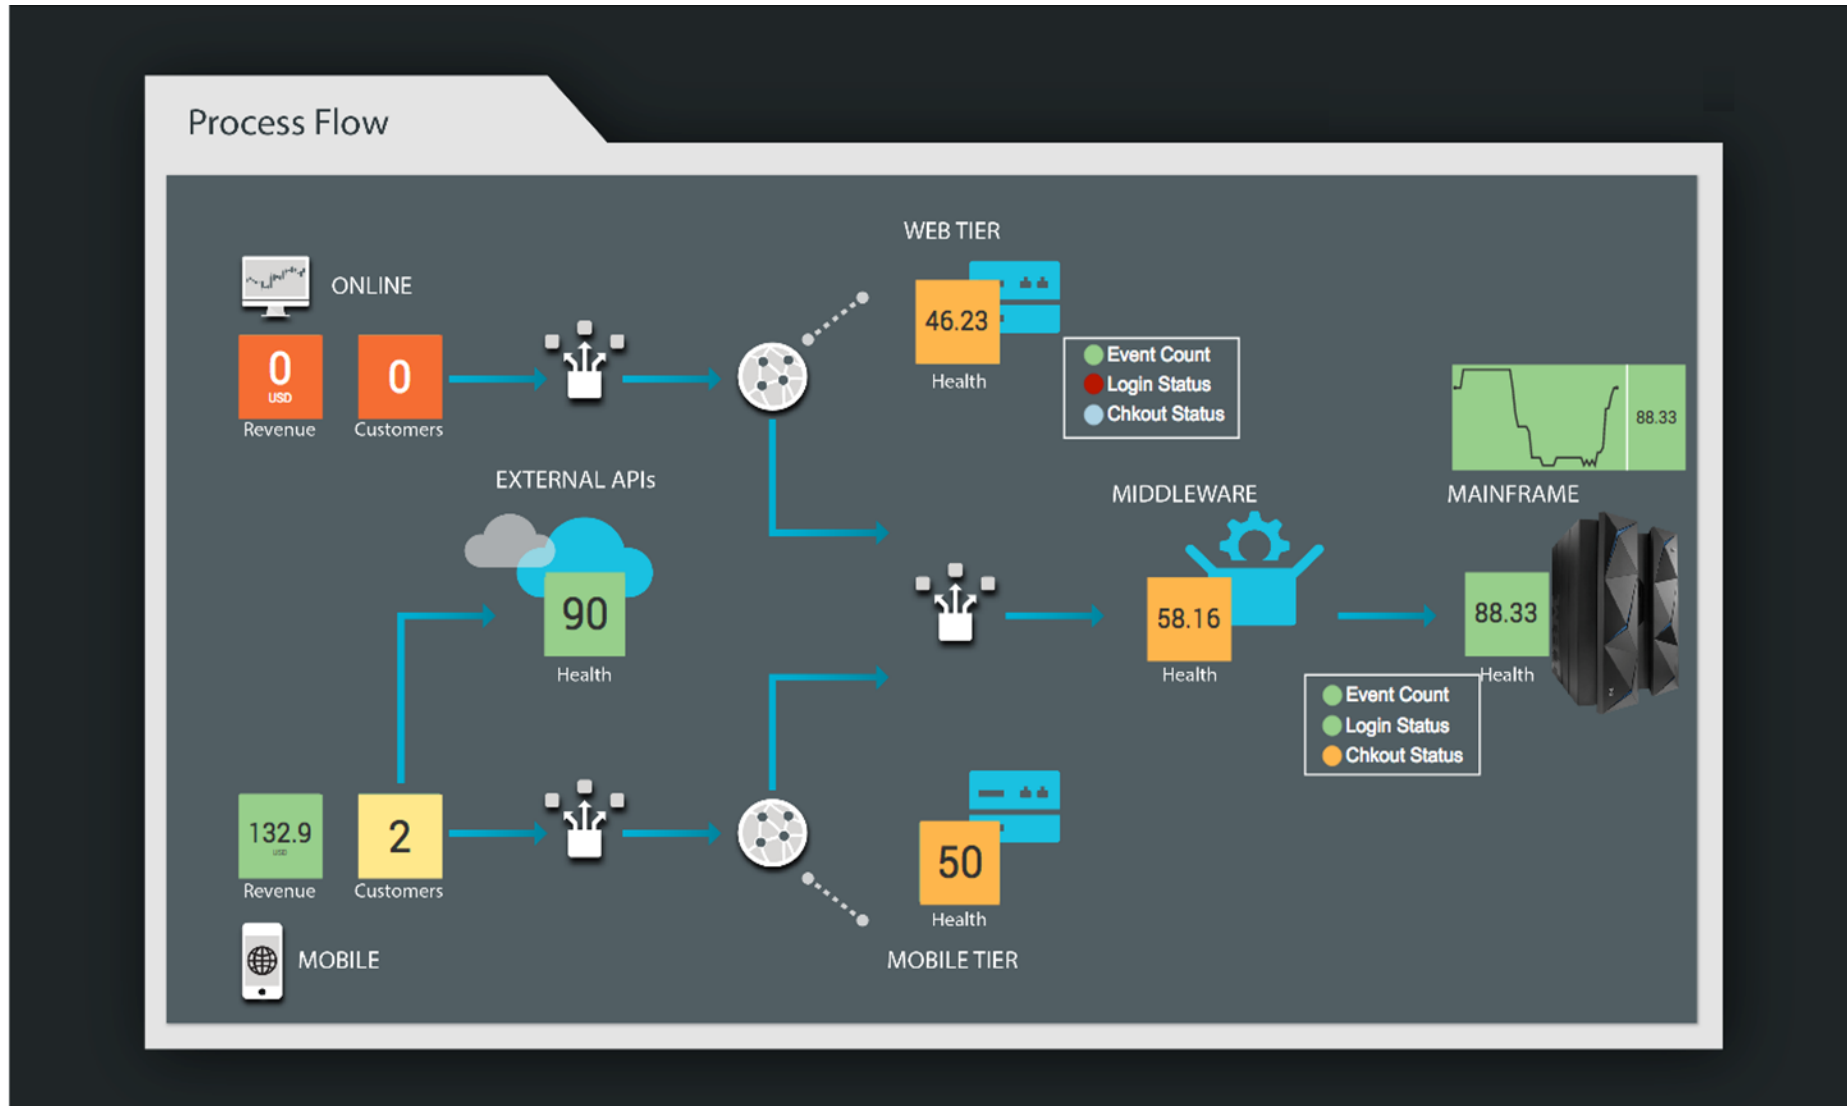 Process Flow
WEB TIER
ONLINE
46.23
Health
0
USD
Revenue
0
Customers
Event Count
Login Status
Chkout Status
88.33
EXTERNAL APIs
90
Health
MIDDLEWARE
58.16
Health
MAINFRAME
88.33
Health
Event Count
Login Status
Chkout Status
132.9
USD
Revenue
2
Customers
50
Health
MOBILE
MOBILE TIER